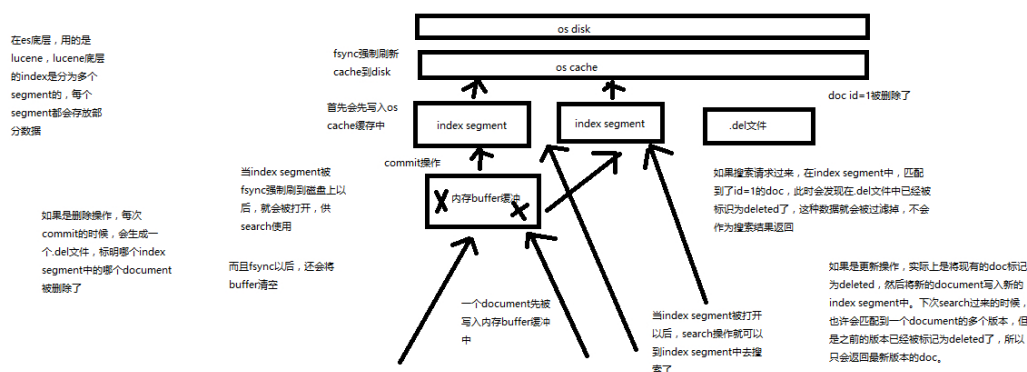 os disk
在es底层，用的是
lucene，lucene底层
的index是分为多个
segment的，每个
segment都会存放部
分数据
fsync强制刷新
cache到disk
os cache
doc id=1被删除了
首先会先写入os
cache缓存中
index segment
index segment
.del文件
commit操作
当index segment被
fsync强制刷到磁盘上以
后，就会被打开，供
search使用
内存buffer缓冲
如果搜索请求过来，在index segment中，匹配
到了id=1的doc，此时会发现在.del文件中已经被
标识为deleted了，这种数据就会被过滤掉，不会
作为搜索结果返回
如果是删除操作，每次
commit的时候，会生成一
个.del文件，标明哪个index
segment中的哪个document
被删除了
而且fsync以后，还会将
buffer清空
一个document先被
写入内存buffer缓冲
中
当index segment被打开
以后，search操作就可以
到index segment中去搜
索了
如果是更新操作，实际上是将现有的doc标记
为deleted，然后将新的document写入新的
index segment中。下次search过来的时候，
也许会匹配到一个document的多个版本，但
是之前的版本已经被标记为deleted了，所以
只会返回最新版本的doc。